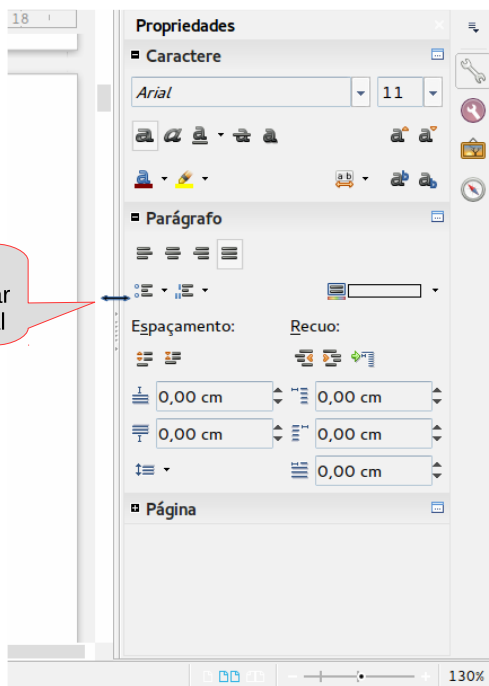 18
Propriedades
Caractere
Arial
11
Parágrafo
Espaçamento: Recuo:
0,00 cm 0,00 cm
0,00 cm 0,00 cm
0,00 cm
Página
130%